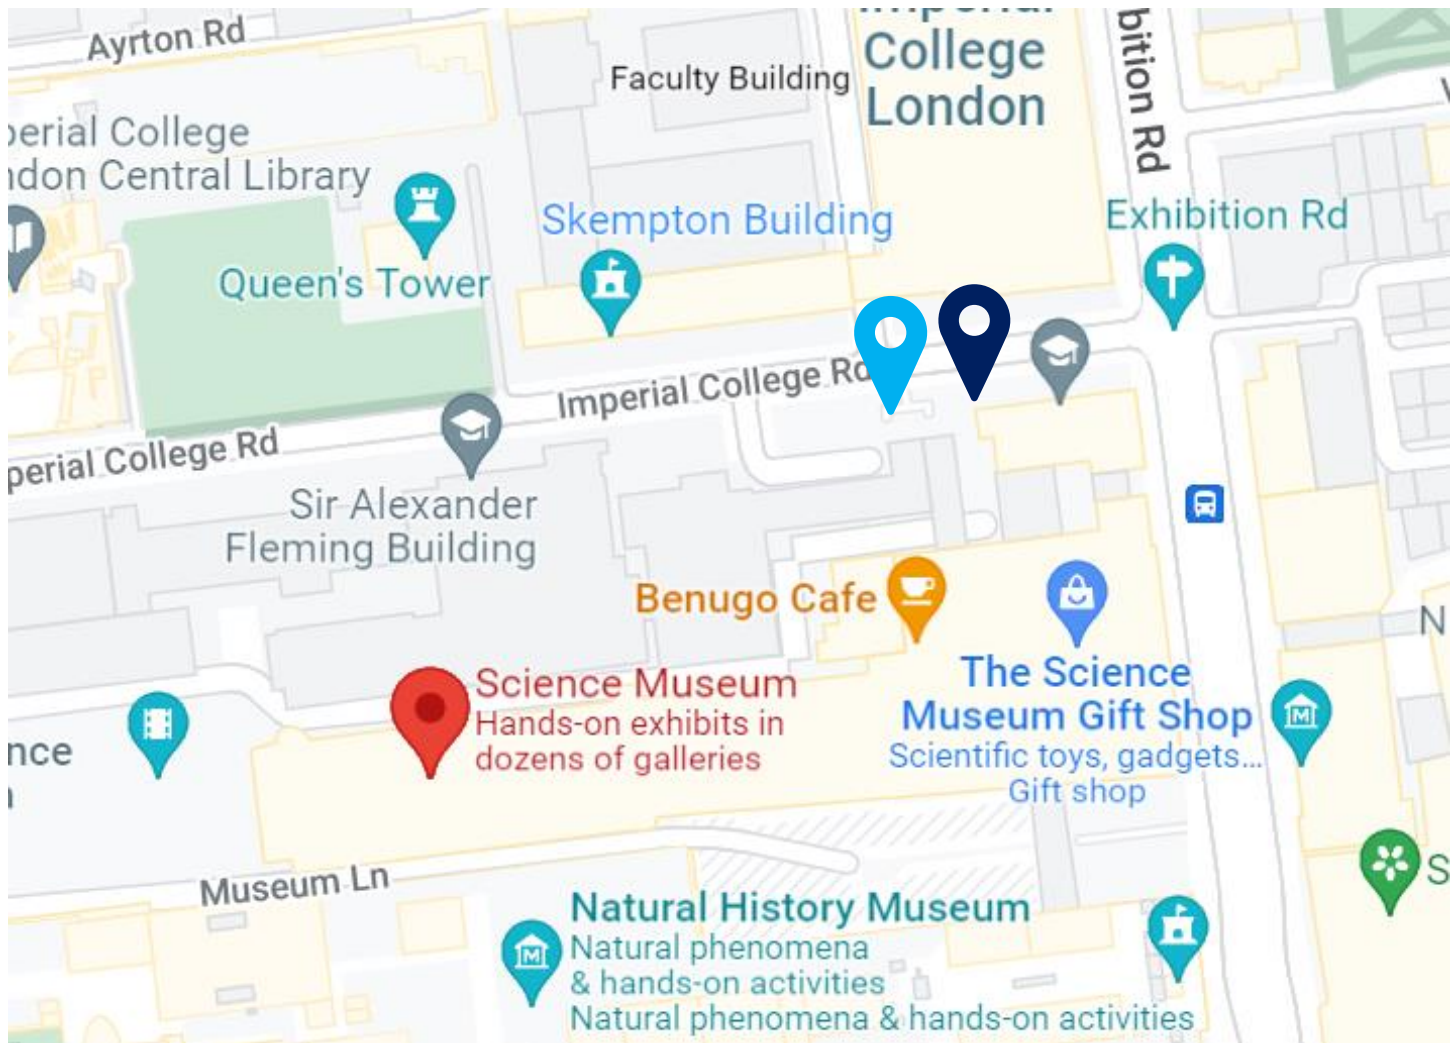 Ayrton Rd
Faculty Building
College
London
bition Rd
perial College
ndon Central Library
Skempton Building
Exhibition Rd
Queen's Tower
Imperial College Rd
perial College Rd
Sir Alexander
Fleming Building
Benugo Cafe
N
The Science
Museum Gift Shop
Scientific toys, gadgets...
Gift shop
Science Museum
Hands-on exhibits in
dozens of galleries
nce
S
Museum Ln
Natural History Museum
Natural phenomena
& hands-on activities
Natural phenomena & hands-on activities